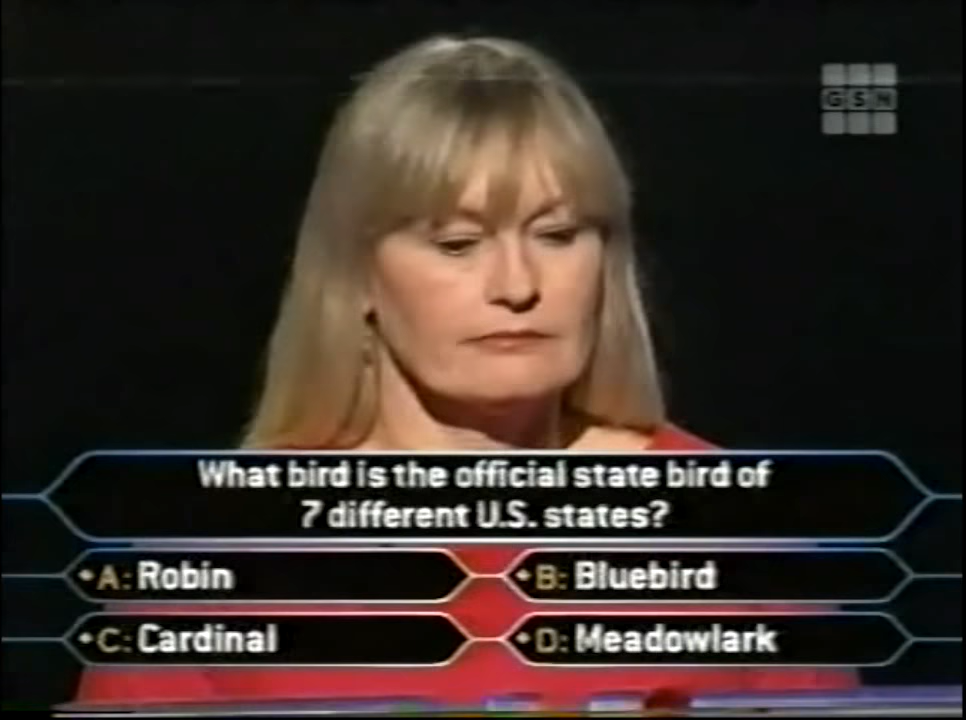 GSN
What bird is the official state bird of
7 different U.S. states?
A: Robin
B: Bluebird
C: Cardinal
D: Meadowlark